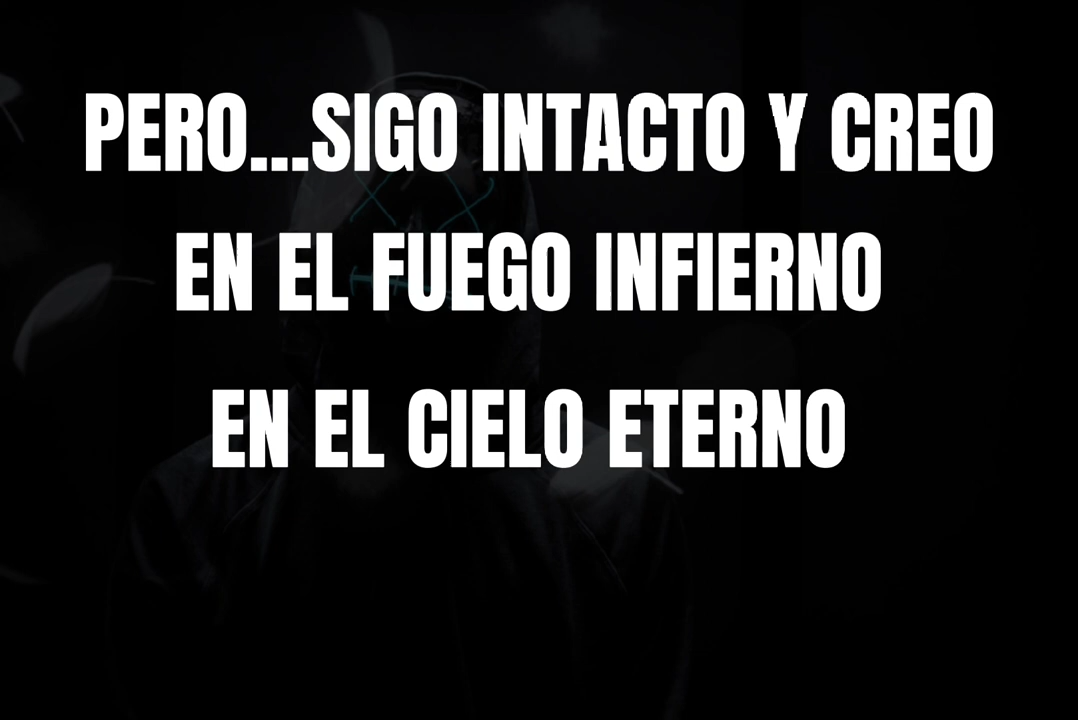 PERO...SIGO INTACTO Y CREO
EN EL FUEGO INFIERNO
EN EL CIELO ETERNO